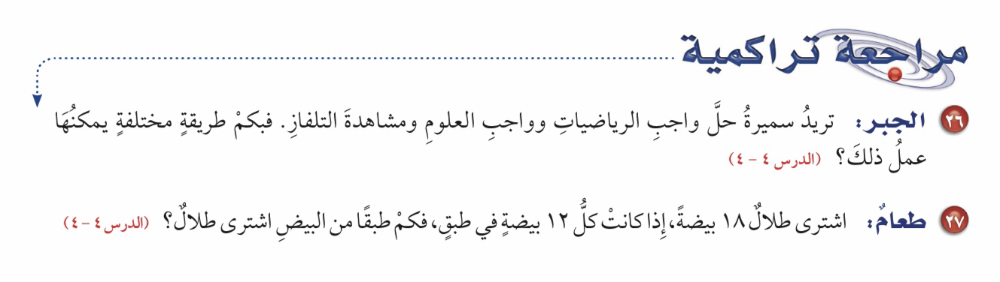 مراجعة تراكمية
٢٦ الجبر: تريدُ سميرةُ حلَّ واجبِ الرياضياتِ وواجبِ العلومِ ومشاهدةَ التلفازِ. فبكمْ طريقةٍ مختلفةٍ يمكنُهَا
عملُ ذلكَ؟ (الدرس ٤ – ٤)
٢٧ طعامٌ: اشترى طلالٌ ١٨ بيضةً، إِذا كانتْ كلُّ ١٢ بيضةٍ في طبقٍ، فكمْ طبقًا من البيضِ اشترى طلالٌ؟ (الدرس ٤ – ٤)